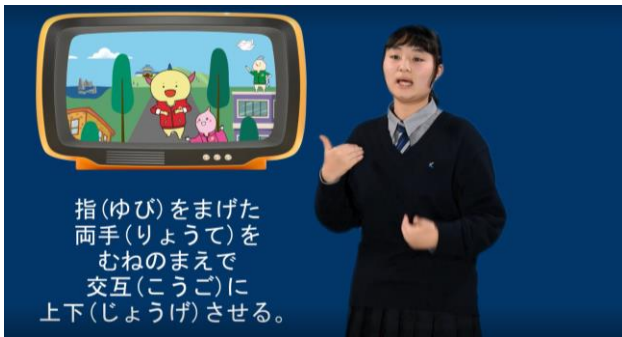 指(ゆび)をまげた
両手(りょうて)を
むねのまえで
交互(こうご)に
上下(じょうげ)させる。